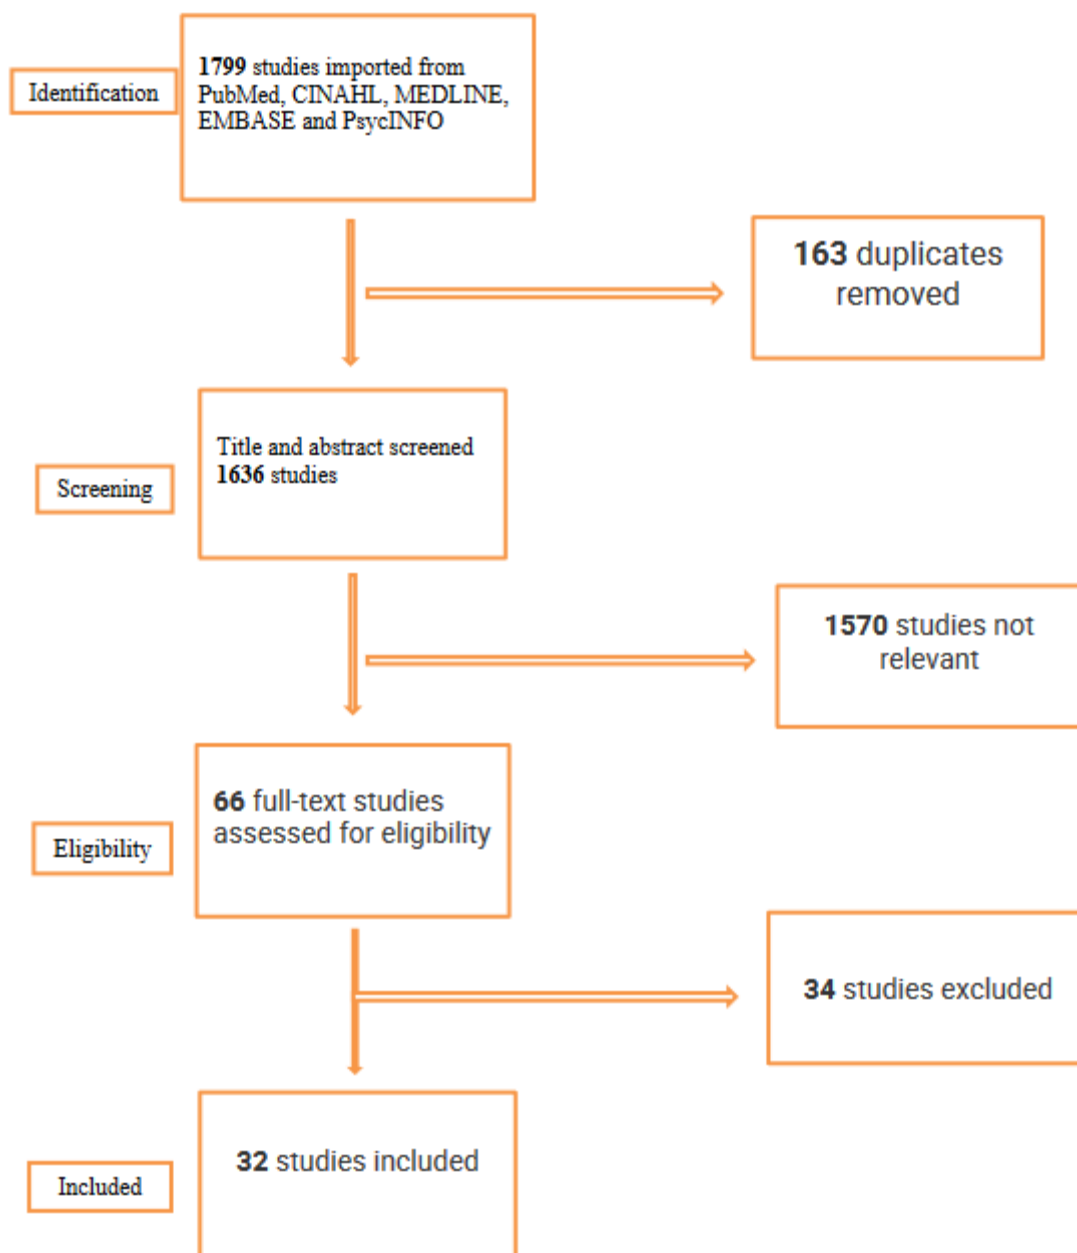 Identification
1799 studies imported from
PubMed, CINAHL, MEDLINE,
EMBASE and PsycINFO
163 duplicates
removed
Screening
Title and abstract screened
1636 studies
1570 studies not
relevant
Eligibility
66 full-text studies
assessed for eligibility
34 studies excluded
Included
32 studies included